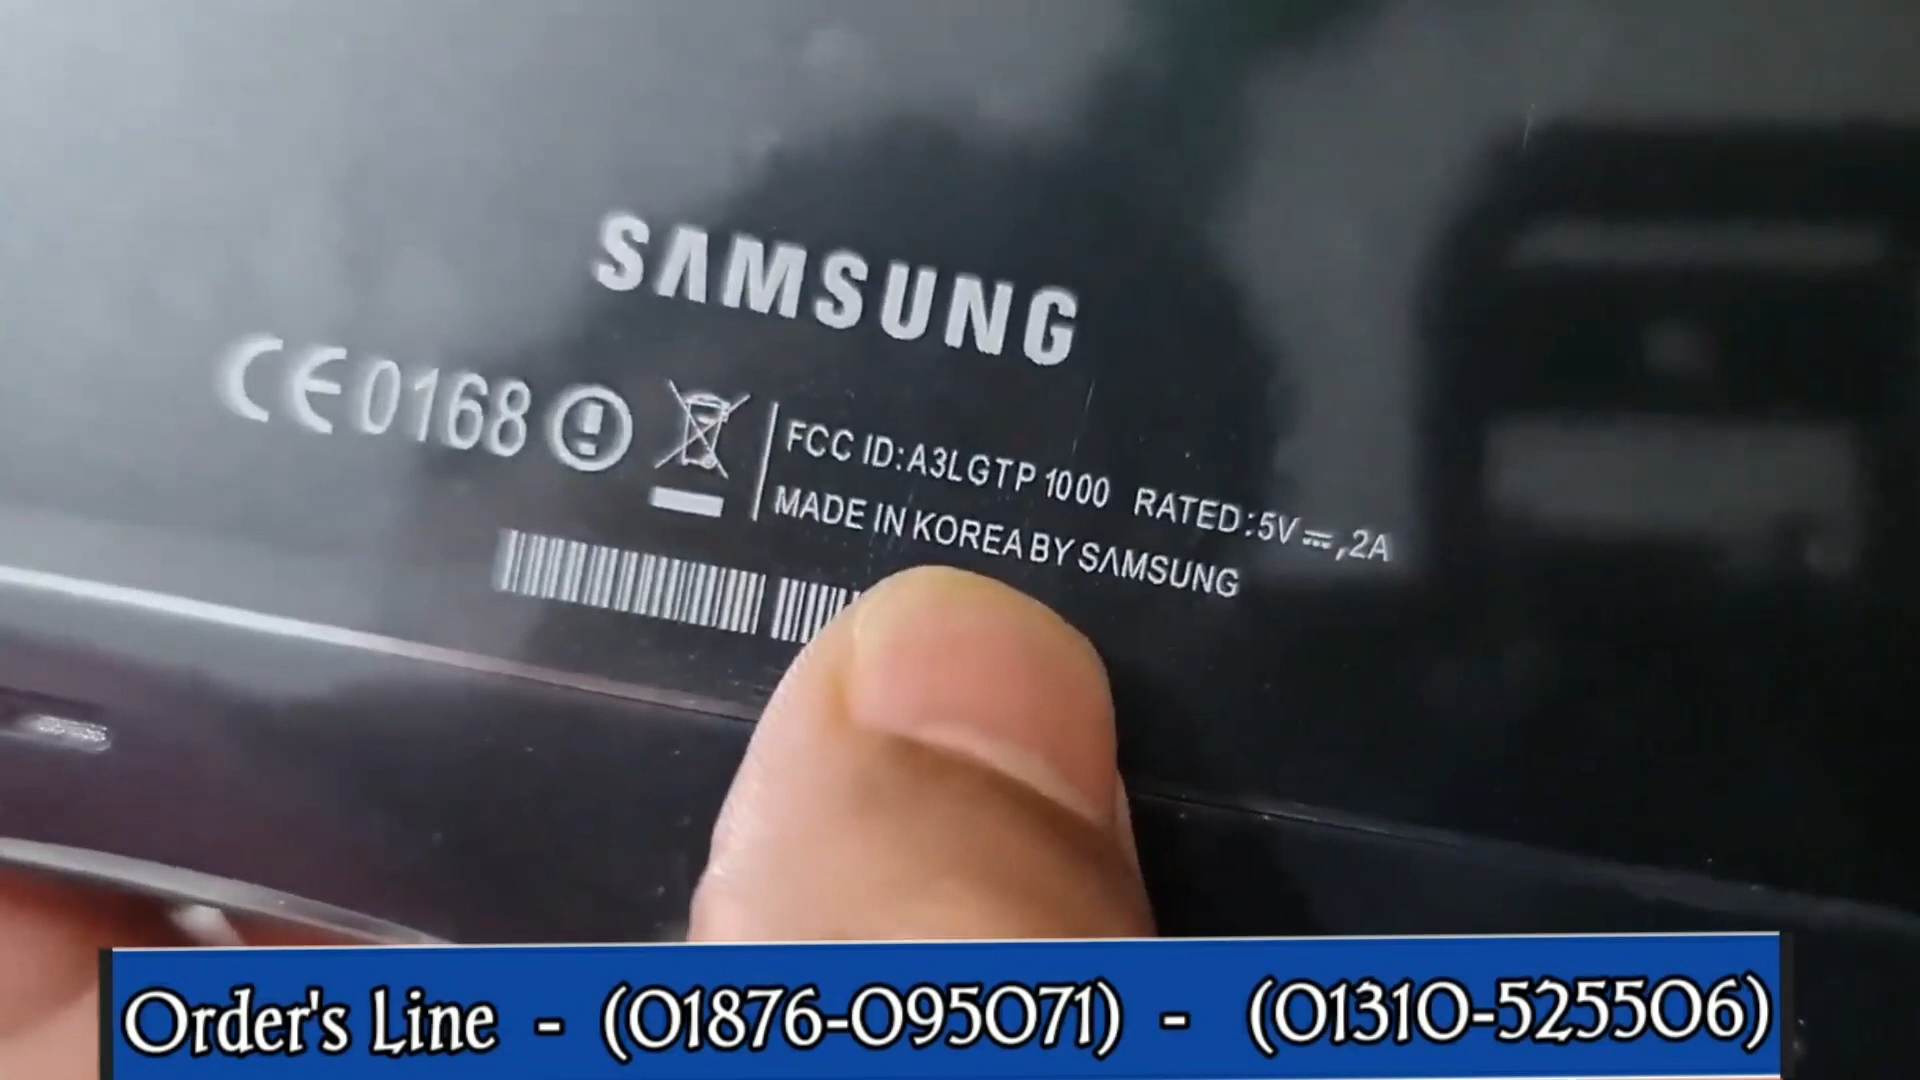 SAMSUNG
CE0168
FCC ID:A3LGTP1000 RATED:5V⎓,2A
MADE IN KOREA BY SAMSUNG
Order's Line - (01876-095071) - (01310-525506)